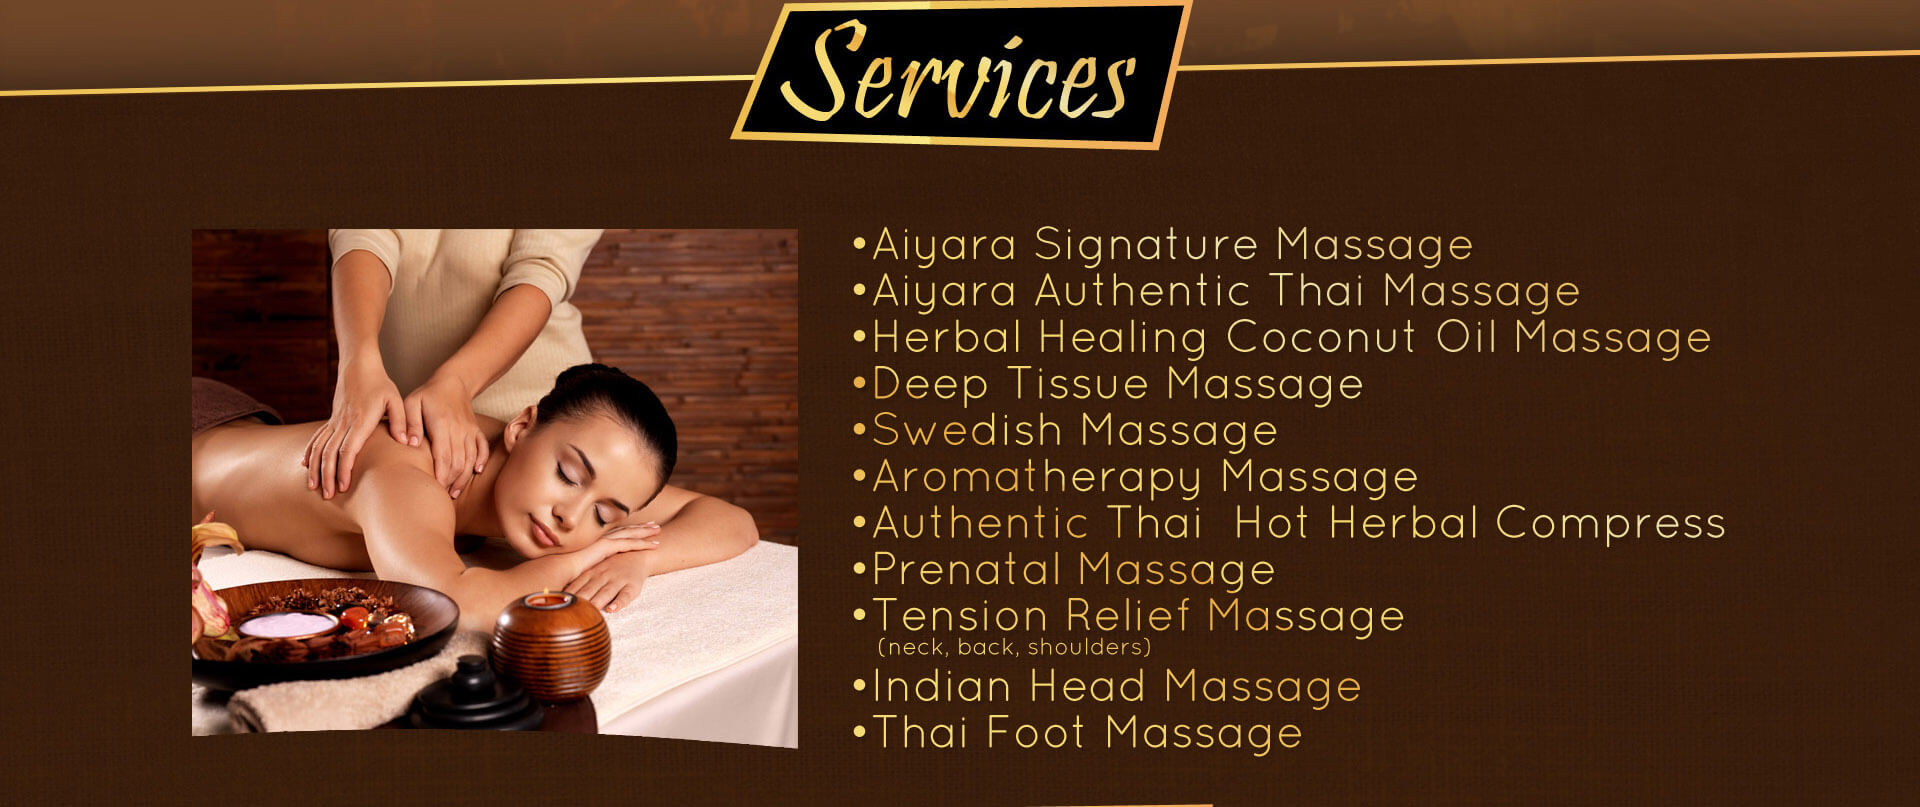 Services
•Aiyara Signature Massage
•Aiyara Authentic Thai Massage
•Herbal Healing Coconut Oil Massage
•Deep Tissue Massage
•Swedish Massage
•Aromatherapy Massage
•Authentic Thai  Hot Herbal Compress
•Prenatal Massage
•Tension Relief Massage
(neck, back, shoulders)
•Indian Head Massage
•Thai Foot Massage